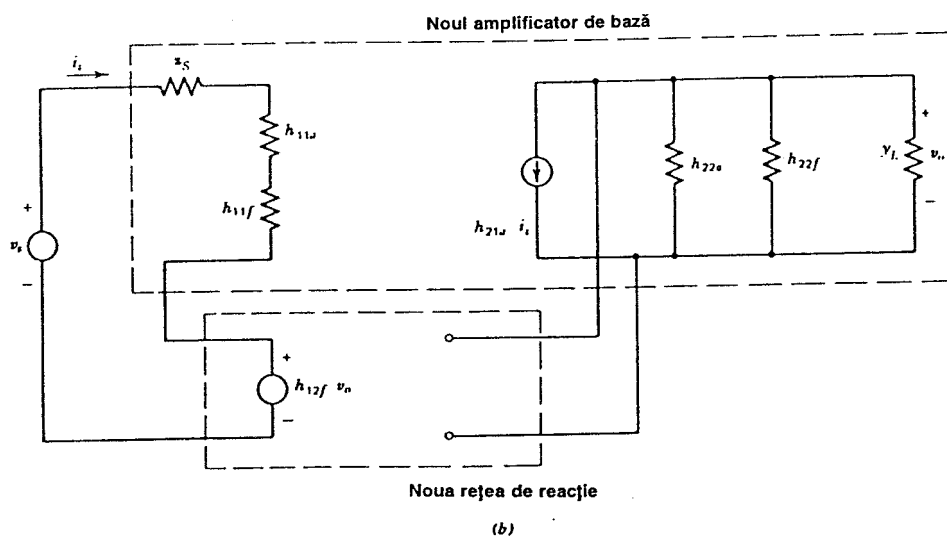 Noul amplificator de bază
i_s
z_S
h_11a
h_11f
+
v_s
−
h_21a i_s
h_22a
h_22f
y_L
+
v_o
−
+
h_12f v_o
−
Noua rețea de reacție
(b)